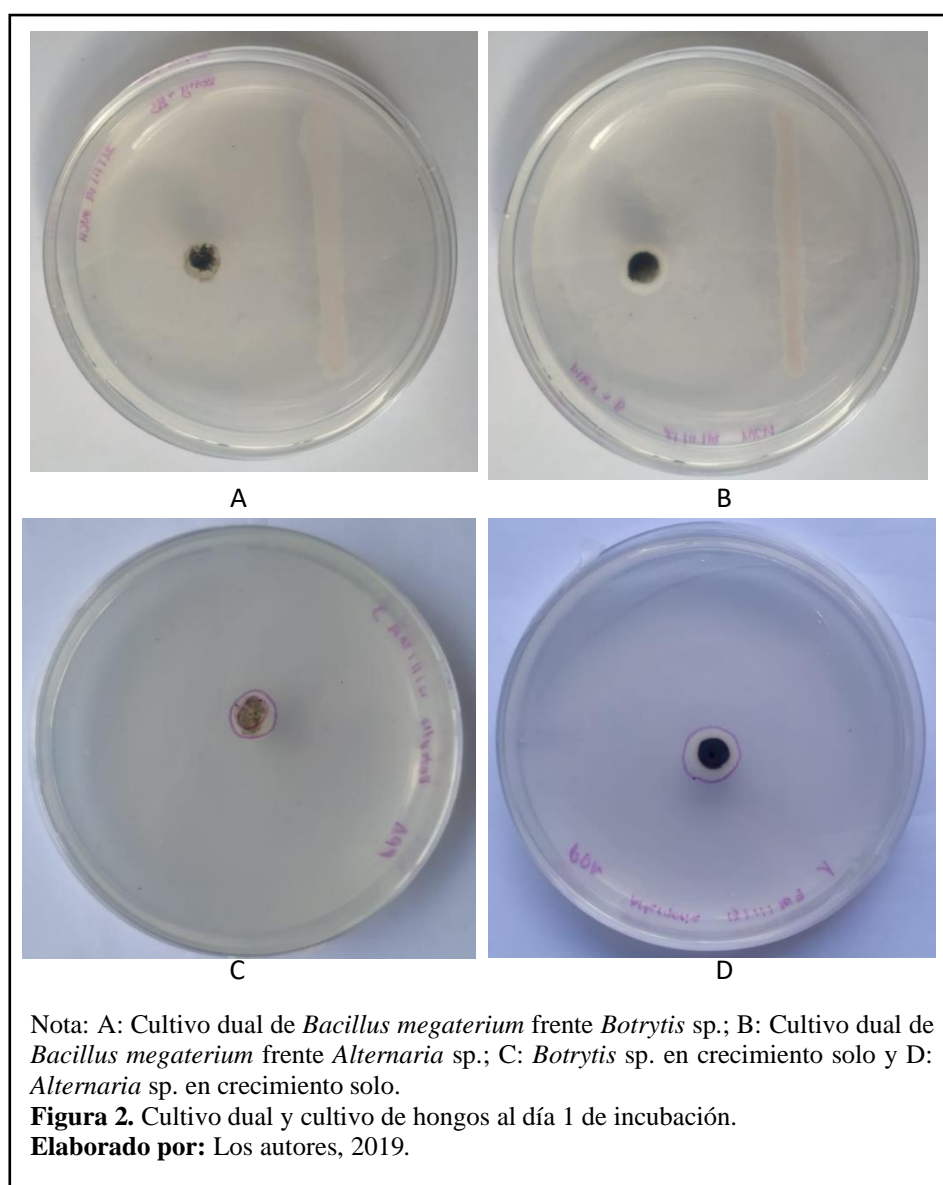 A
B
C
D
Nota: A: Cultivo dual de Bacillus megaterium frente Botrytis sp.; B: Cultivo dual de
Bacillus megaterium frente Alternaria sp.; C: Botrytis sp. en crecimiento solo y D:
Alternaria sp. en crecimiento solo.
Figura 2. Cultivo dual y cultivo de hongos al día 1 de incubación.
Elaborado por: Los autores, 2019.